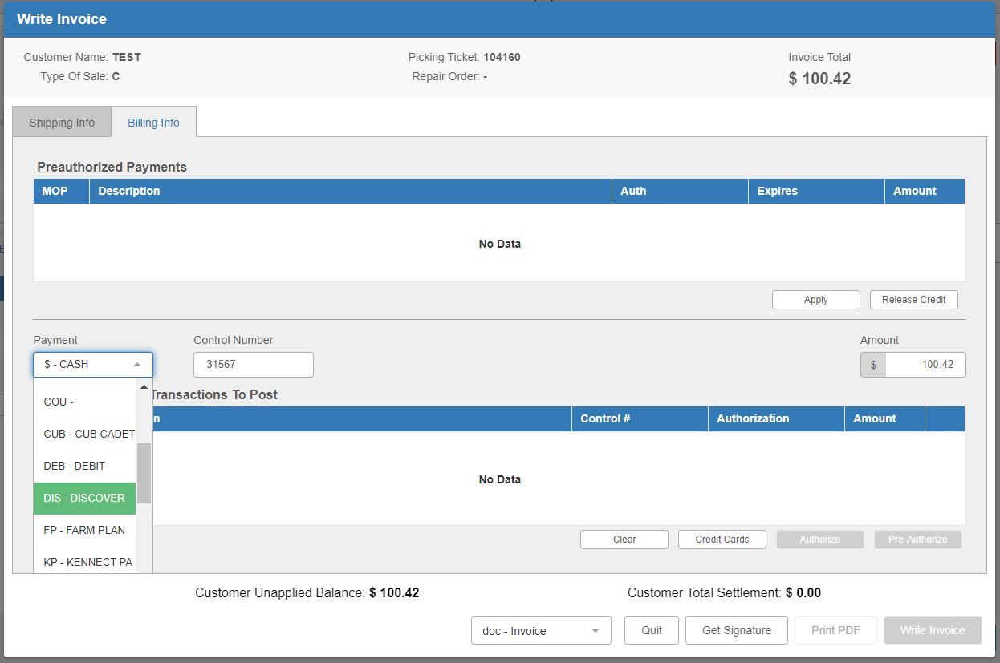 Write Invoice
Customer Name: TEST
Picking Ticket: 104160
Invoice Total
Type Of Sale: C
Repair Order: -
$ 100.42
Shipping Info
Billing Info
Preauthorized Payments
MOP Description Auth Expires Amount
No Data
Apply
Release Credit
Payment
Control Number
Amount
$ - CASH
31567
$ 100.42
Transactions To Post
COU -
n Control # Authorization Amount
CUB - CUB CADET
DEB - DEBIT
No Data
DIS - DISCOVER
FP - FARM PLAN
Clear
Credit Cards
Authorize
Pre-Authorize
KP - KENNECT PA
Customer Unapplied Balance: $ 100.42
Customer Total Settlement: $ 0.00
doc - Invoice
Quit
Get Signature
Print PDF
Write Invoice